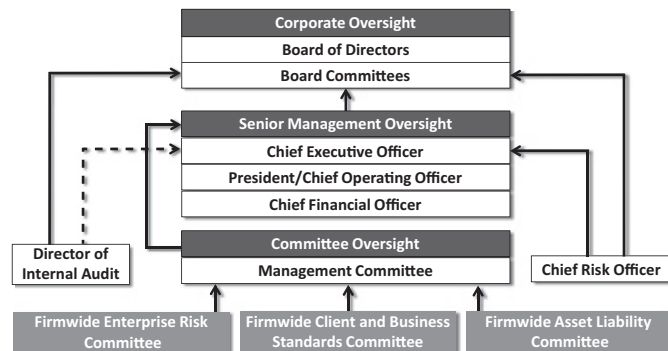 Corporate Oversight
Board of Directors
Board Committees
Senior Management Oversight
Chief Executive Officer
President/Chief Operating Officer
Chief Financial Officer
Committee Oversight
Management Committee
Director of
Internal Audit
Chief Risk Officer
Firmwide Enterprise Risk
Committee
Firmwide Client and Business
Standards Committee
Firmwide Asset Liability
Committee